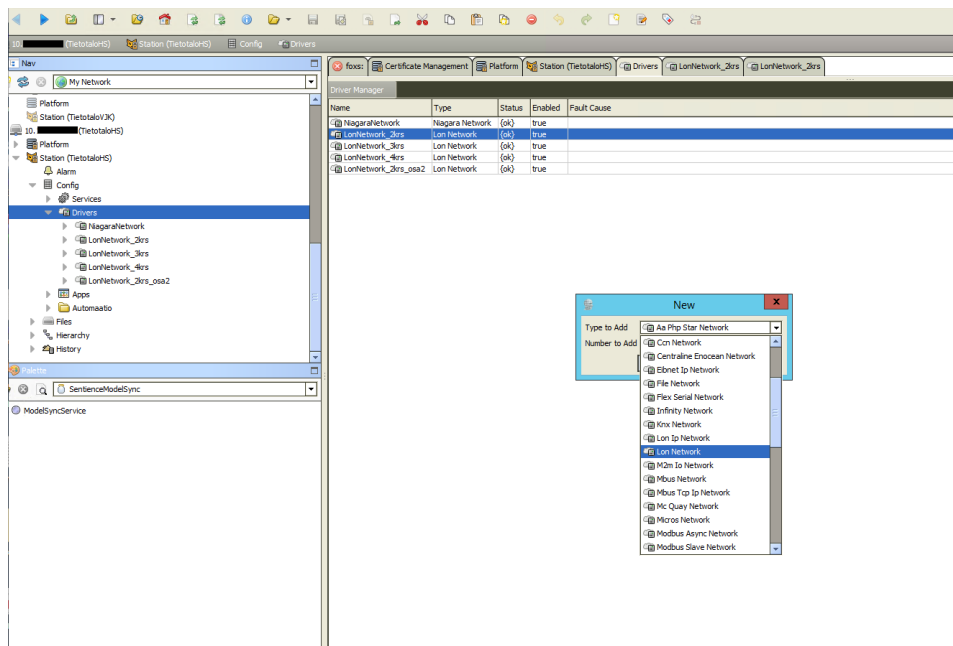 10. (TietotaloHS) Station (TietotaloHS) Config Drivers
Nav
My Network
Platform
Station (TietotaloVJK)
10. (TietotaloHS)
Platform
Station (TietotaloHS)
Alarm
Config
Services
Drivers
NiagaraNetwork
LonNetwork_2krs
LonNetwork_3krs
LonNetwork_4krs
LonNetwork_2krs_osa2
Apps
Automaatio
Files
Hierarchy
History
Palette
SentienceModelSync
ModelSyncService
foxs: Certificate Management Platform Station (TietotaloHS) Drivers LonNetwork_2krs LonNetwork_2krs
Driver Manager
Name Type Status Enabled Fault Cause
NiagaraNetwork Niagara Network {ok} true
LonNetwork_2krs Lon Network {ok} true
LonNetwork_3krs Lon Network {ok} true
LonNetwork_4krs Lon Network {ok} true
LonNetwork_2krs_osa2 Lon Network {ok} true
New
Type to Add Aa Php Star Network
Number to Add
Ccn Network
Centraline Enocean Network
Eibnet Ip Network
File Network
Flex Serial Network
Infinity Network
Knx Network
Lon Ip Network
Lon Network
M2m Io Network
Mbus Network
Mbus Tcp Ip Network
Mc Quay Network
Micros Network
Modbus Async Network
Modbus Slave Network